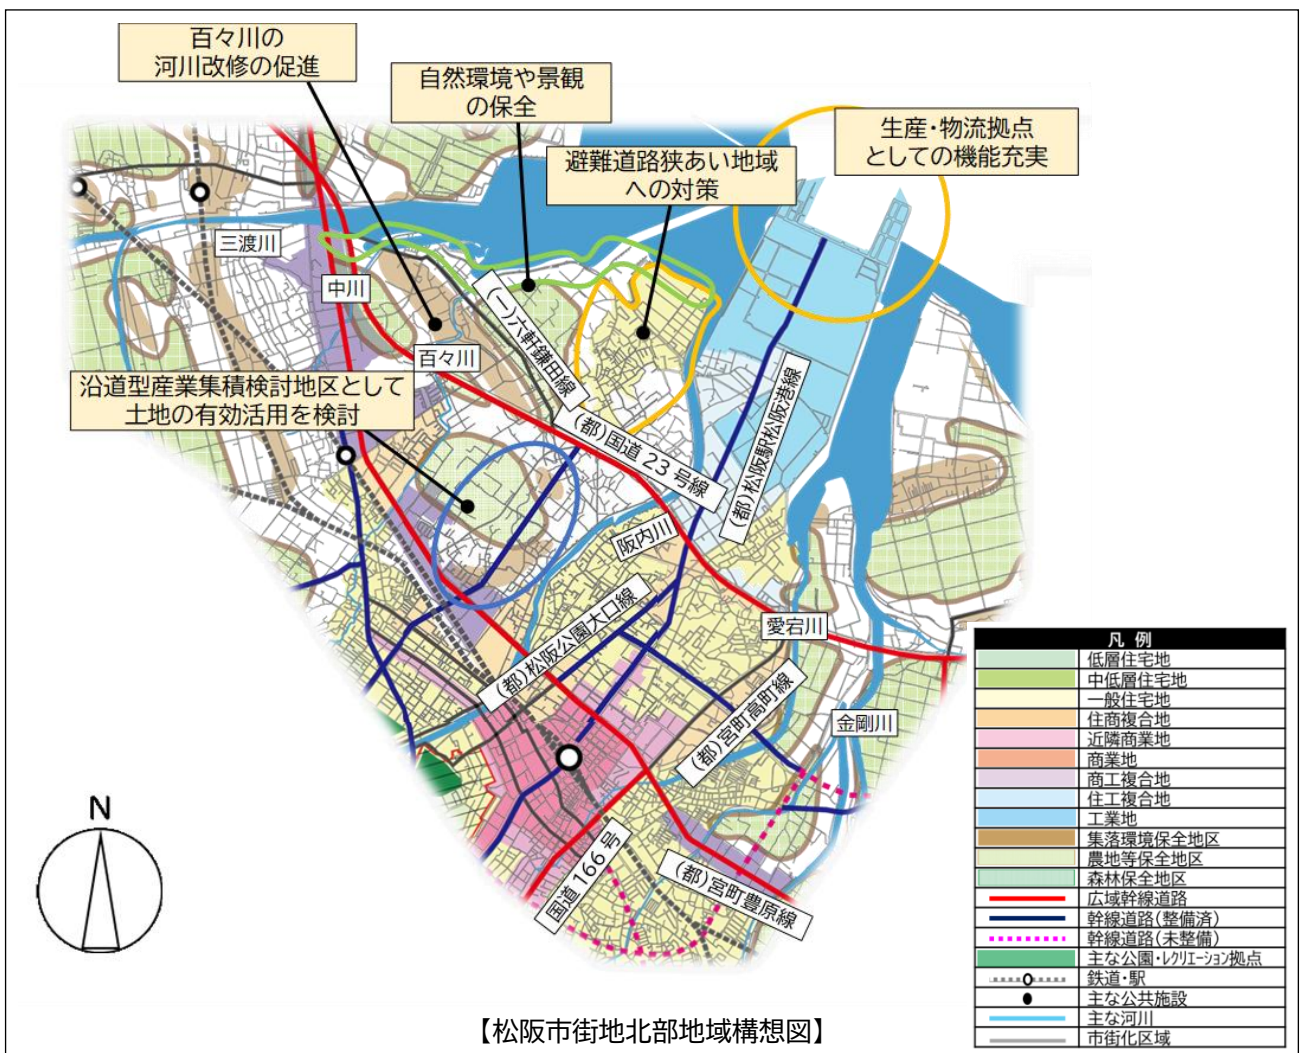 百々川の
河川改修の促進
自然環境や景観
の保全
避難道路狭あい地域
への対策
生産・物流拠点
としての機能充実
三渡川
中川
百々川
(一)六軒鎌田線
沿道型産業集積検討地区として
土地の有効活用を検討
(都)国道 23 号線
(都)松阪駅松阪港線
阪内川
(都)松阪公園大口線
愛宕川
(都)宮町高町線
金剛川
国道 166 号
(都)宮町豊原線
N
凡 例
低層住宅地
中低層住宅地
一般住宅地
住商複合地
近隣商業地
商業地
商工複合地
住工複合地
工業地
集落環境保全地区
農地等保全地区
森林保全地区
広域幹線道路
幹線道路(整備済)
幹線道路(未整備)
主な公園・レクリエーション拠点
鉄道・駅
主な公共施設
主な河川
市街化区域
【松阪市街地北部地域構想図】